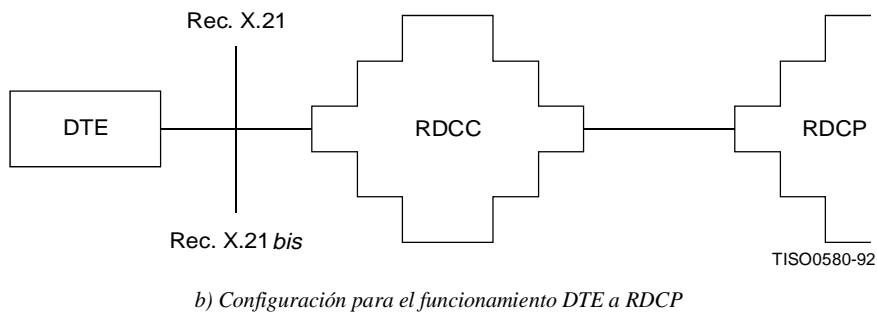 Rec. X.21
DTE
RDCC
RDCP
Rec. X.21 bis
TISO0580-92
b) Configuración para el funcionamiento DTE a RDCP